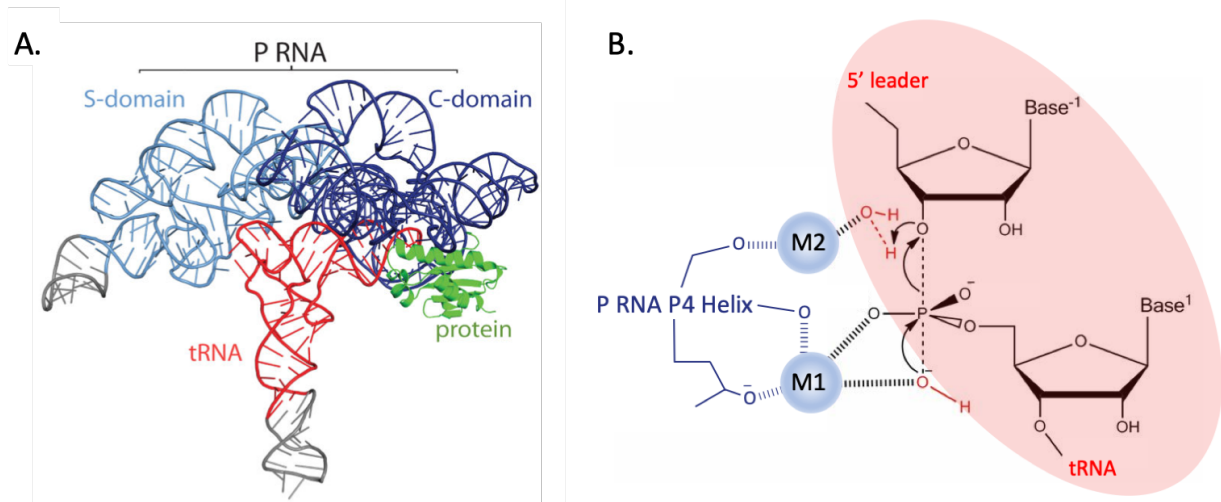 A.
P RNA
S-domain
C-domain
tRNA
protein
B.
5’ leader
Base-1
O
O
H
H
O
OH
O
M2
O
P RNA P4 Helix
O
O
P
O-
O
Base1
O
M1
O-
O-
H
O
OH
tRNA